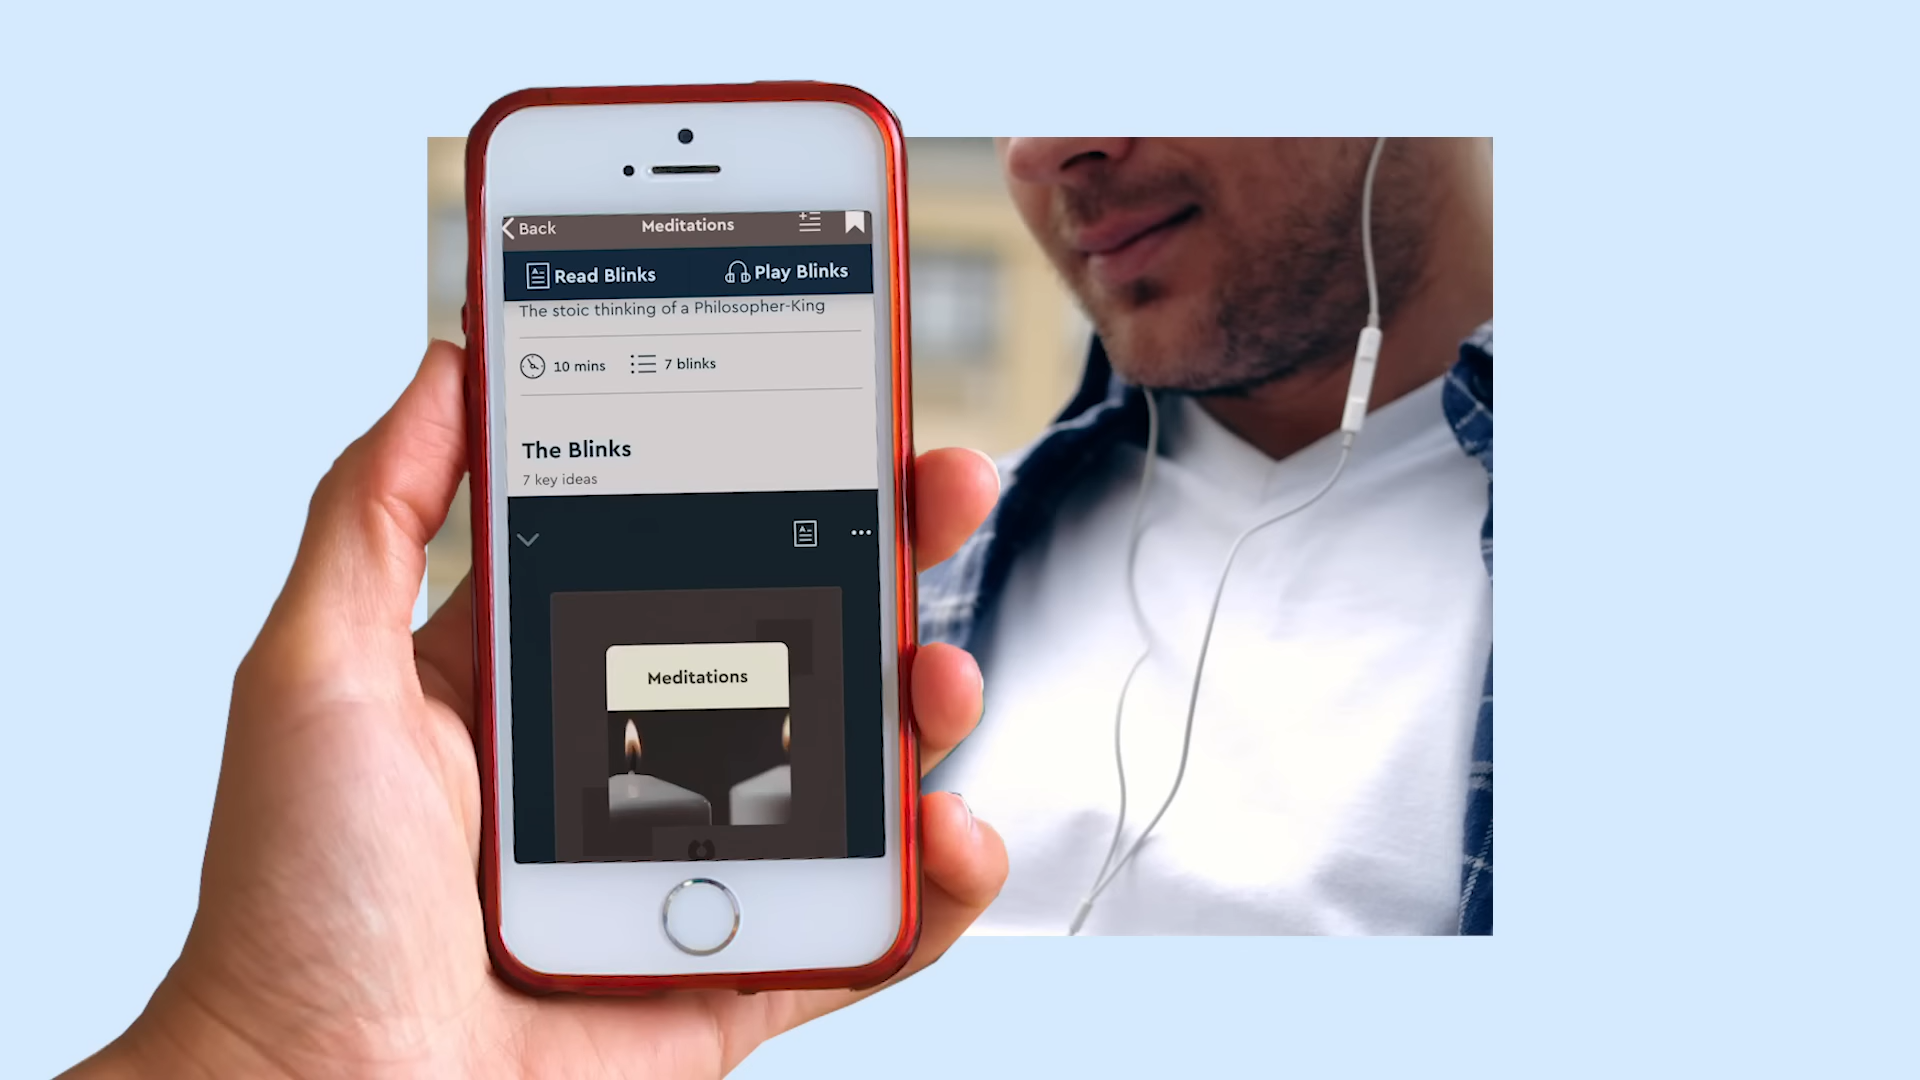 Back
Meditations
Read Blinks
Play Blinks
The stoic thinking of a Philosopher-King
10 mins
7 blinks
The Blinks
7 key ideas
Meditations